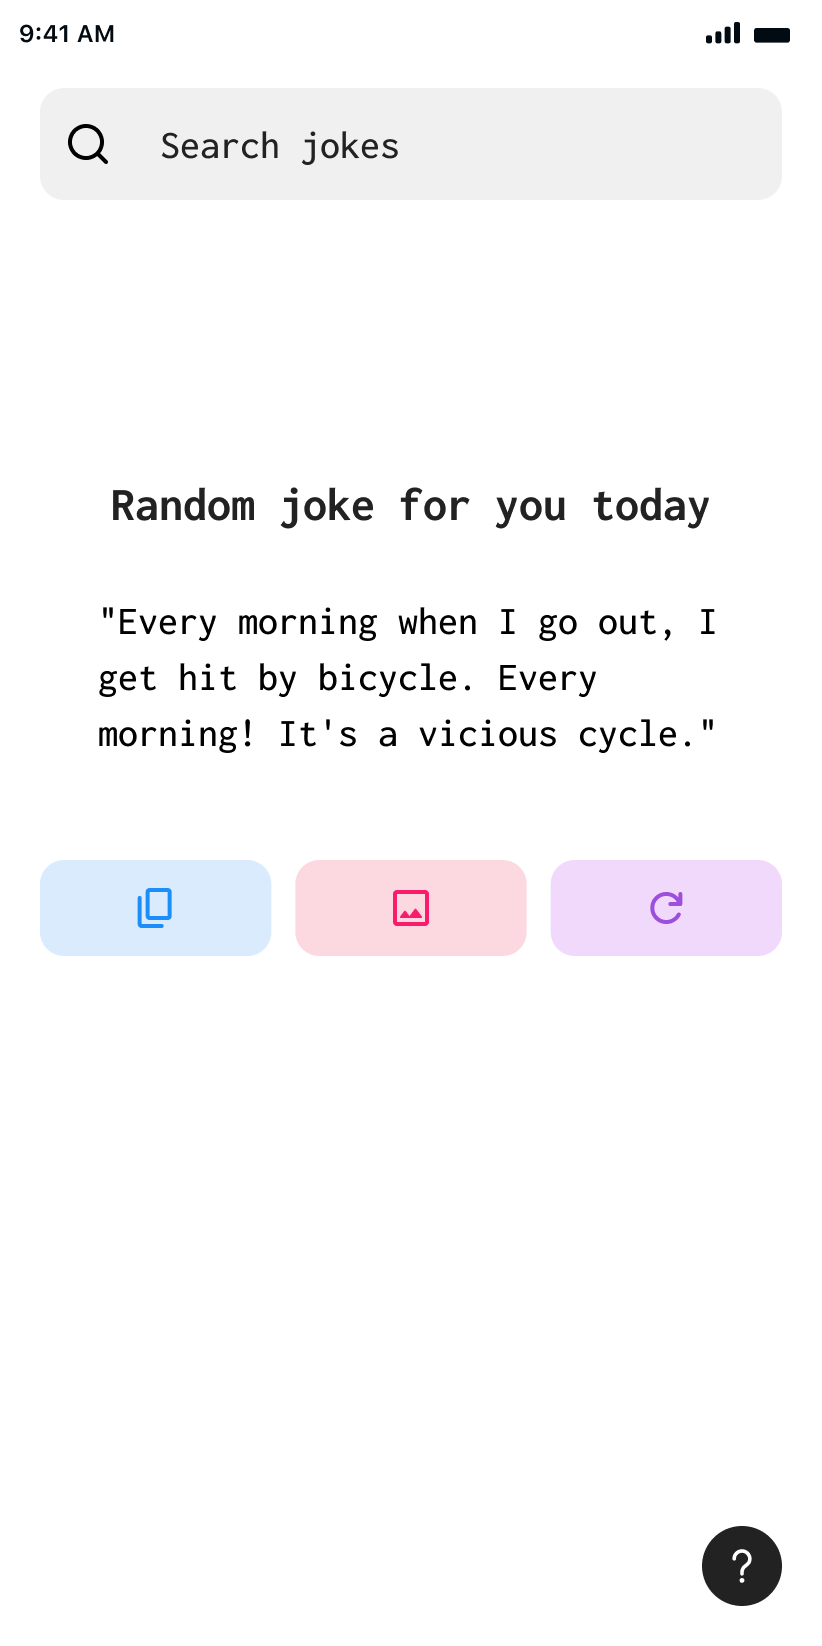 9:41 AM
Search jokes
Random joke for you today
"Every morning when I go out, I
get hit by bicycle. Every
morning! It's a vicious cycle."
?